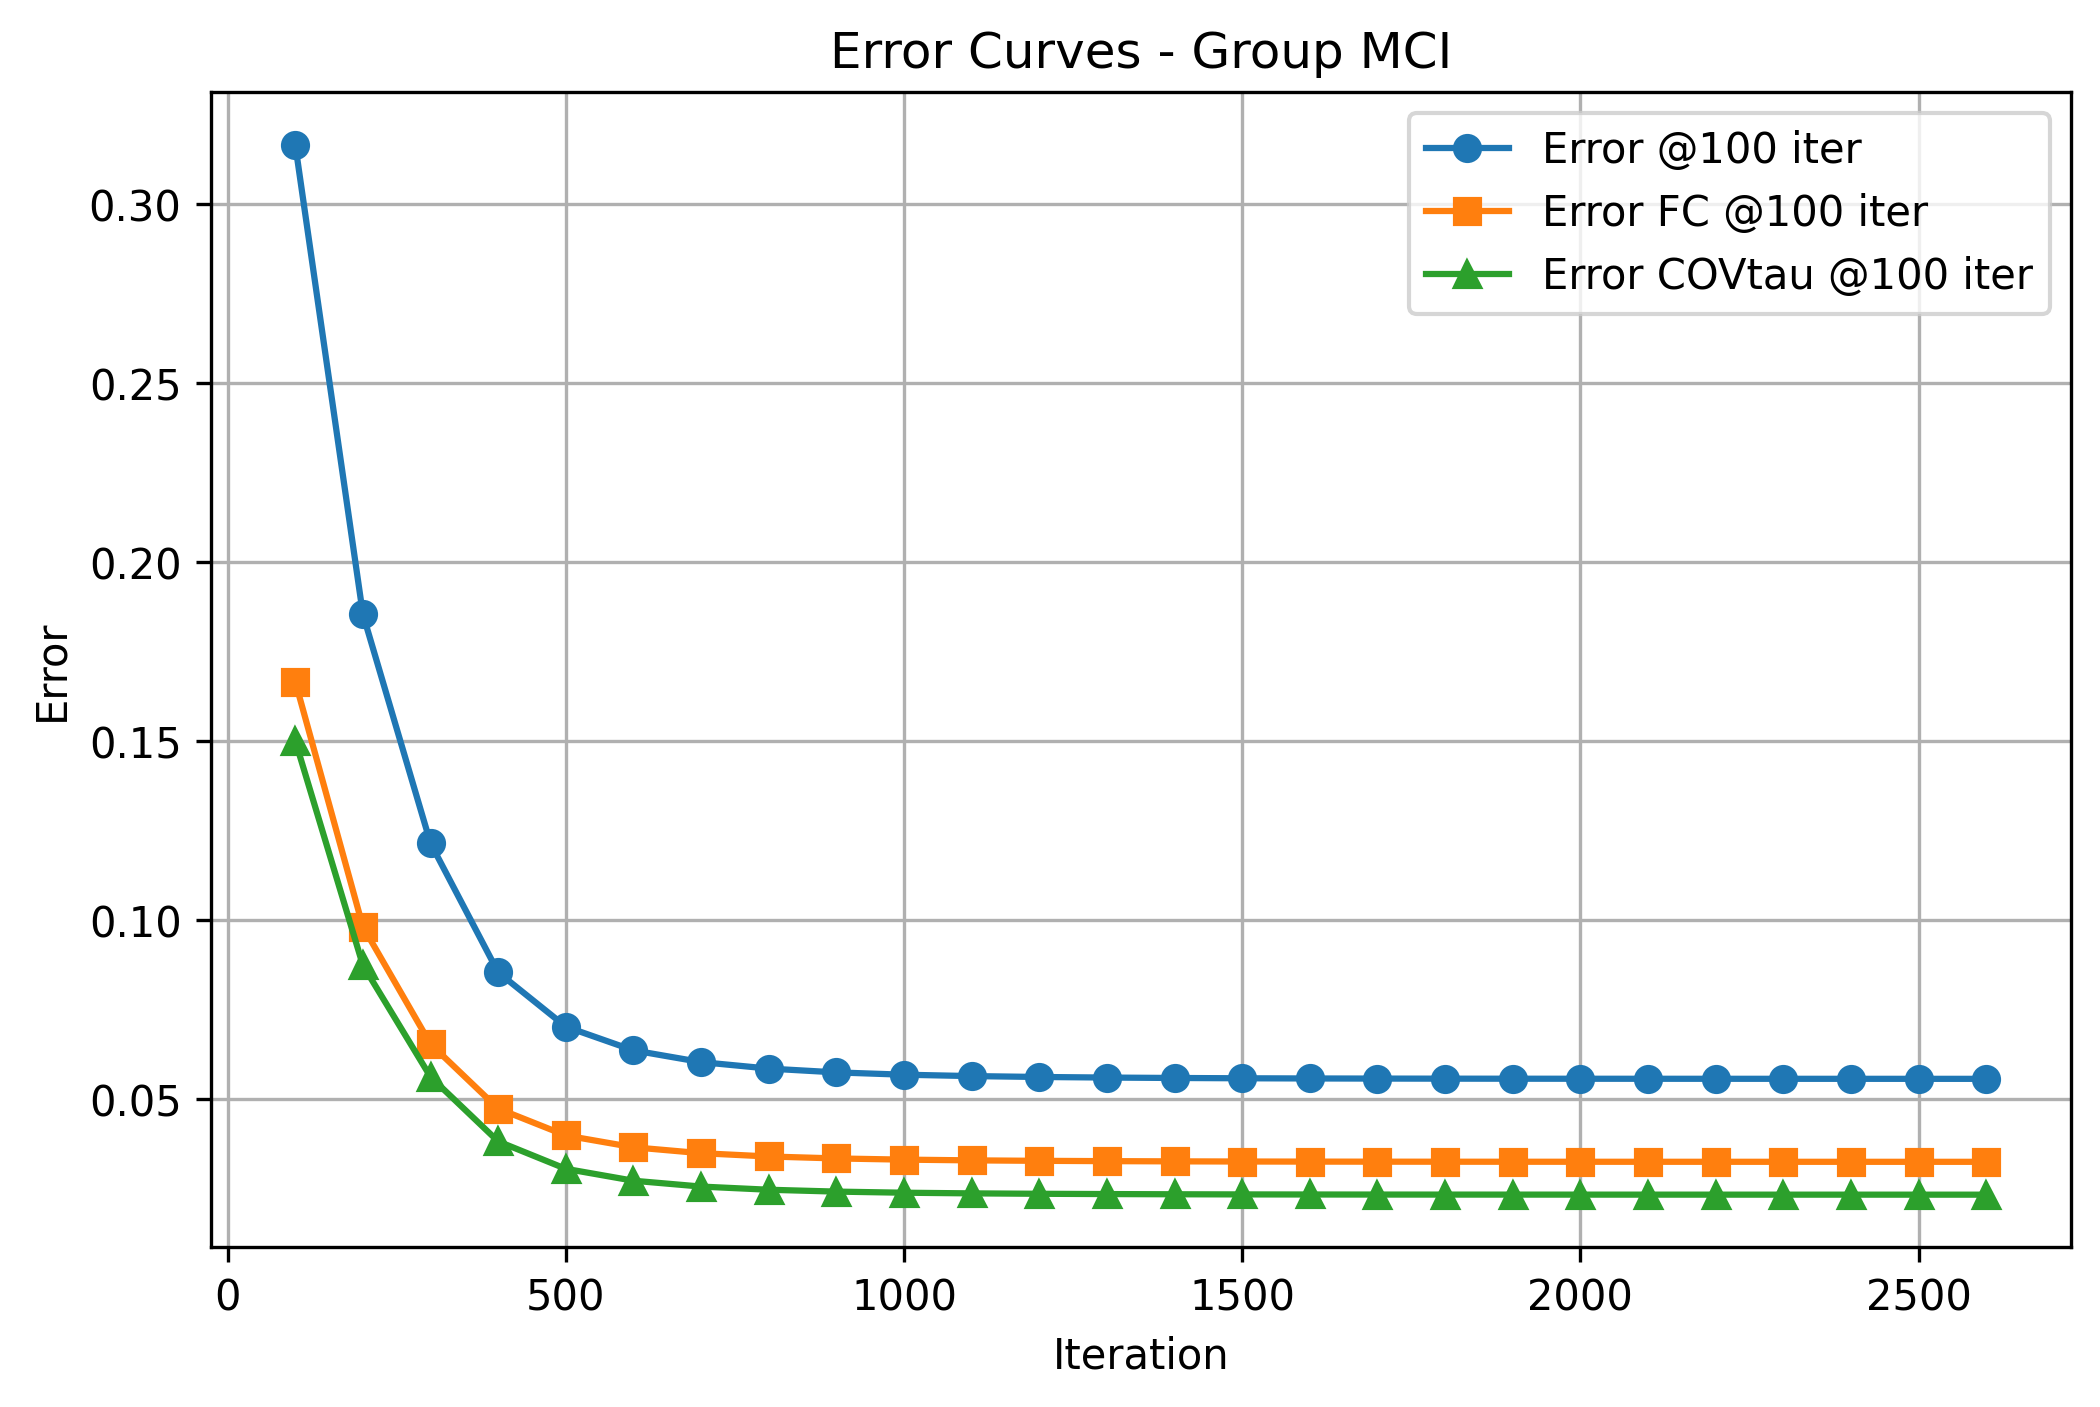 Error Curves - Group MCI
Error @100 iter
Error FC @100 iter
Error COVtau @100 iter
0.30
0.25
0.20
0.15
0.10
0.05
Error
0 500 1000 1500 2000 2500
Iteration